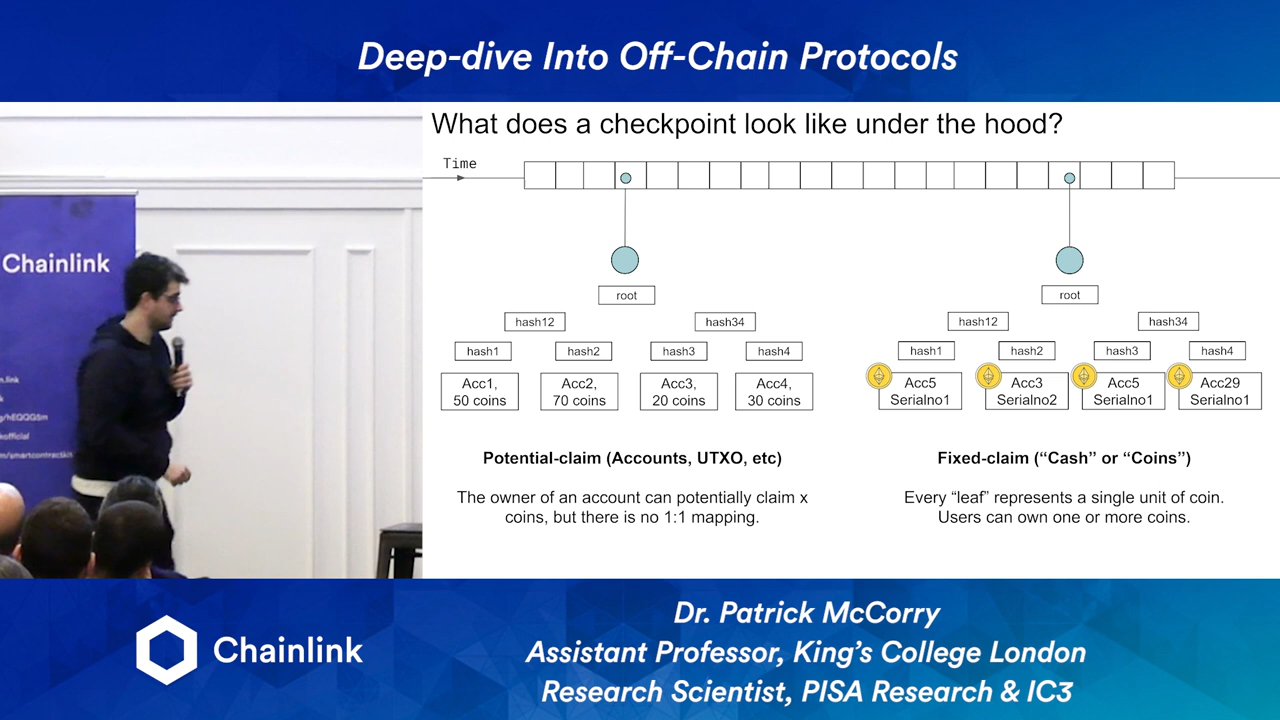 Deep-dive Into Off-Chain Protocols
What does a checkpoint look like under the hood?
Time
root
hash12
hash34
hash1
hash2
hash3
hash4
Acc1,
50 coins
Acc2,
70 coins
Acc3,
20 coins
Acc4,
30 coins
Potential-claim (Accounts, UTXO, etc)
The owner of an account can potentially claim x
coins, but there is no 1:1 mapping.
root
hash12
hash34
hash1
hash2
hash3
hash4
Acc5
Serialno1
Acc3
Serialno2
Acc5
Serialno1
Acc29
Serialno1
Fixed-claim (“Cash” or “Coins”)
Every “leaf” represents a single unit of coin.
Users can own one or more coins.
Chainlink
Chainlink
Dr. Patrick McCorry
Assistant Professor, King’s College London
Research Scientist, PISA Research & IC3